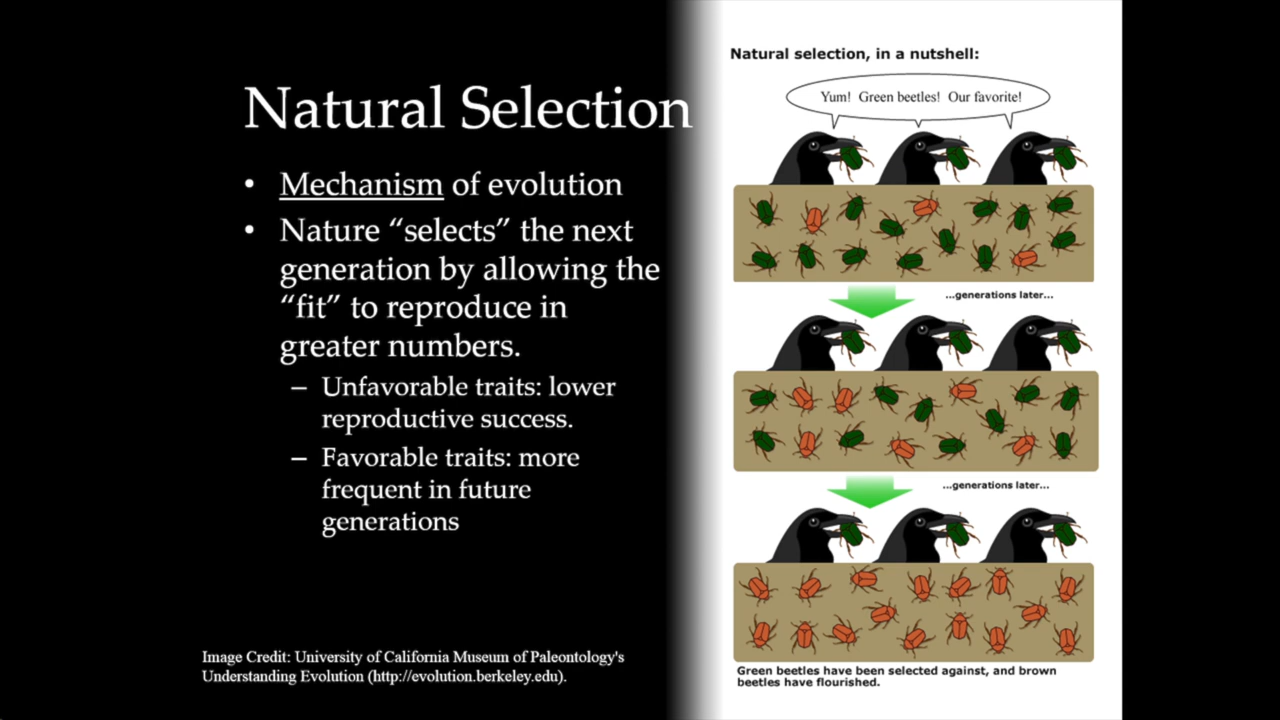 Natural Selection
• Mechanism of evolution
• Nature “selects” the next
generation by allowing the
“fit” to reproduce in
greater numbers.
– Unfavorable traits: lower
reproductive success.
– Favorable traits: more
frequent in future
generations
Image Credit: University of California Museum of Paleontology's
Understanding Evolution (http://evolution.berkeley.edu).
Natural selection, in a nutshell:
Yum! Green beetles! Our favorite!
...generations later...
...generations later...
Green beetles have been selected against, and brown
beetles have flourished.